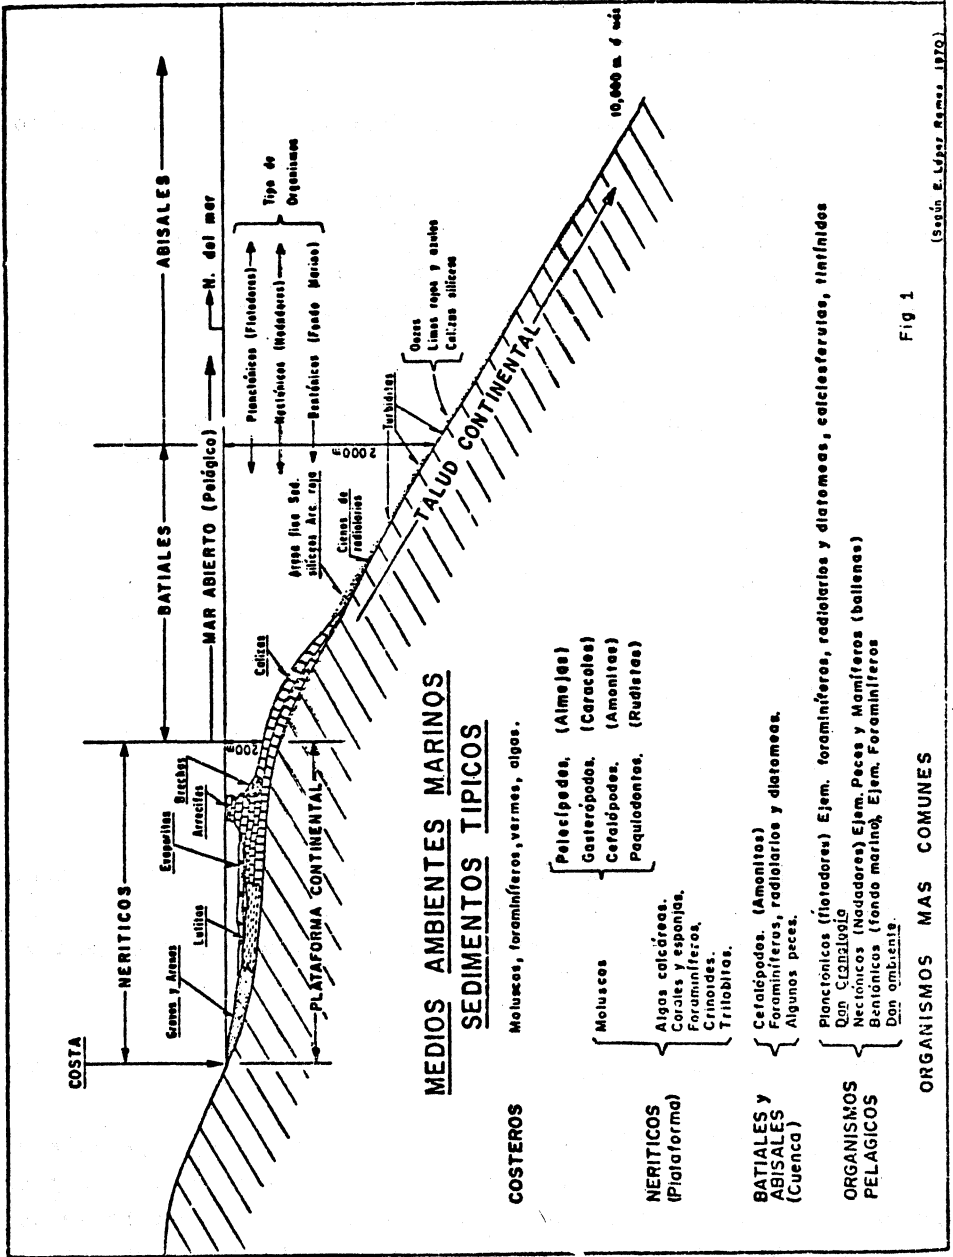 COSTA
NERITICOS
BATIALES
ABISALES
MAR ABIERTO (Pelágico)
N. del mar
Gravas y Arenas
Lutitas
Evaporitas
Arrecifes
Brechas
200 m
Calizas
PLATAFORMA CONTINENTAL
Planctónicos (Flotadores)
Nectónicos (Nadadores)
Bentónicos (Fondo Marino)
Tipo de
Organismos
2000 m
Arena fina Sed.
silíceos Arc. roja
Cienos de
radiolarios
Turbiditas
Oozes
Limos rojos y azules
Calizas silíceas
TALUD CONTINENTAL
10,000 m. ó más
MEDIOS AMBIENTES MARINOS
SEDIMENTOS TIPICOS
COSTEROS Moluscos, foraminíferos, vermes, algas.
NERITICOS
(Plataforma)
Moluscos
Pelecípedos. (Almejas)
Gasterópodos. (Caracoles)
Cefalópodos. (Amonitas)
Paquiodontos. (Rudistas)
Algas calcáreas.
Corales y esponjas.
Foraminíferos.
Crinoides.
Trilobitas.
BATIALES y
ABISALES
(Cuenca)
Cefalópodos. (Amonitas)
Foraminíferos, radiolarios y diatomeas.
Algunos peces.
ORGANISMOS
PELAGICOS
Planctónicos (flotadores) Ejem. foraminíferos, radiolarios y diatomeas, calciesferulas, tintínidos
Dan Cronología
Nectónicos (Nadadores) Ejem. Peces y Mamíferos (ballenas)
Bentónicos (fondo marino), Ejem. Foraminíferos
Dan ambiente.
ORGANISMOS MAS COMUNES
Fig 1
(Según E. López Ramos 1970)